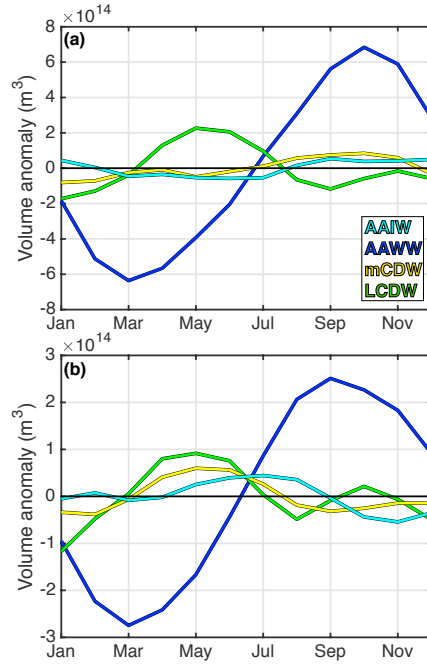 ×10^14
(a)
Volume anomaly (m^3)
8
6
4
2
0
-2
-4
-6
-8
AAIW
AAWW
mCDW
LCDW
Jan Mar May Jul Sep Nov
×10^14
(b)
Volume anomaly (m^3)
3
2
1
0
-1
-2
-3
Jan Mar May Jul Sep Nov